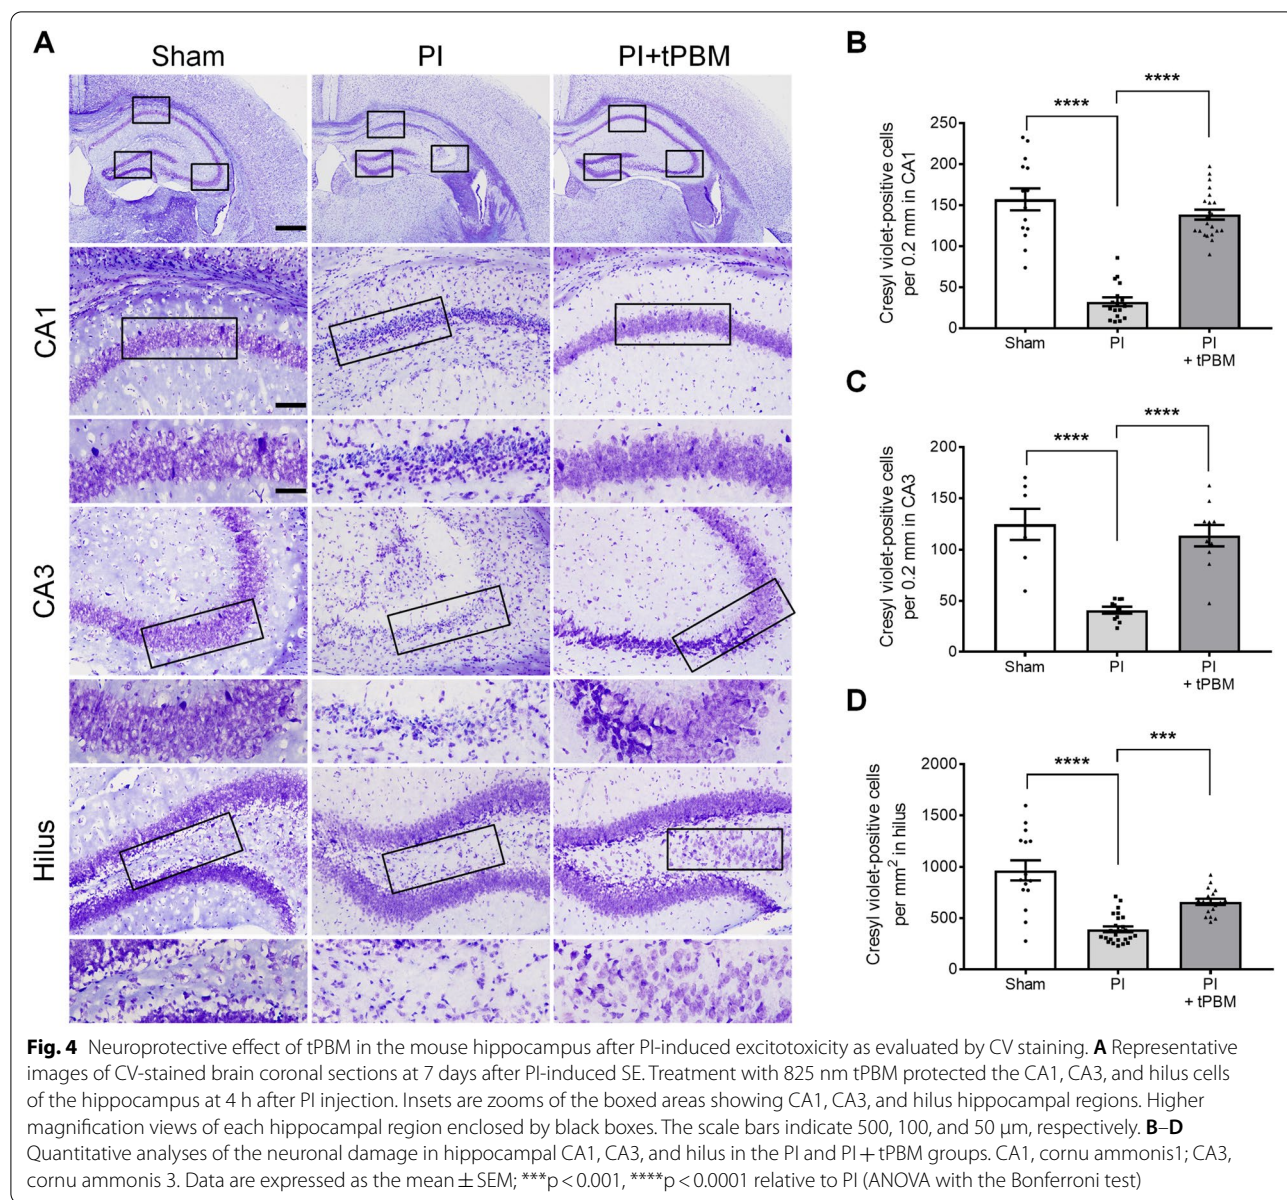 A
Sham
PI
PI+tPBM
CA1
CA3
Hilus
B
****
****
Cresyl violet-positive cells
per 0.2 mm in CA1
250
200
150
100
50
0
Sham
PI
PI
+ tPBM
C
****
****
Cresyl violet-positive cells
per 0.2 mm in CA3
200
150
100
50
0
Sham
PI
PI
+ tPBM
D
****
***
Cresyl violet-positive cells
per mm² in hilus
2000
1500
1000
500
0
Sham
PI
PI
+ tPBM
Fig. 4 Neuroprotective effect of tPBM in the mouse hippocampus after PI-induced excitotoxicity as evaluated by CV staining. A Representative
images of CV-stained brain coronal sections at 7 days after PI-induced SE. Treatment with 825 nm tPBM protected the CA1, CA3, and hilus cells
of the hippocampus at 4 h after PI injection. Insets are zooms of the boxed areas showing CA1, CA3, and hilus hippocampal regions. Higher
magnification views of each hippocampal region enclosed by black boxes. The scale bars indicate 500, 100, and 50 μm, respectively. B–D
Quantitative analyses of the neuronal damage in hippocampal CA1, CA3, and hilus in the PI and PI + tPBM groups. CA1, cornu ammonis1; CA3,
cornu ammonis 3. Data are expressed as the mean ± SEM; ***p < 0.001, ****p < 0.0001 relative to PI (ANOVA with the Bonferroni test)